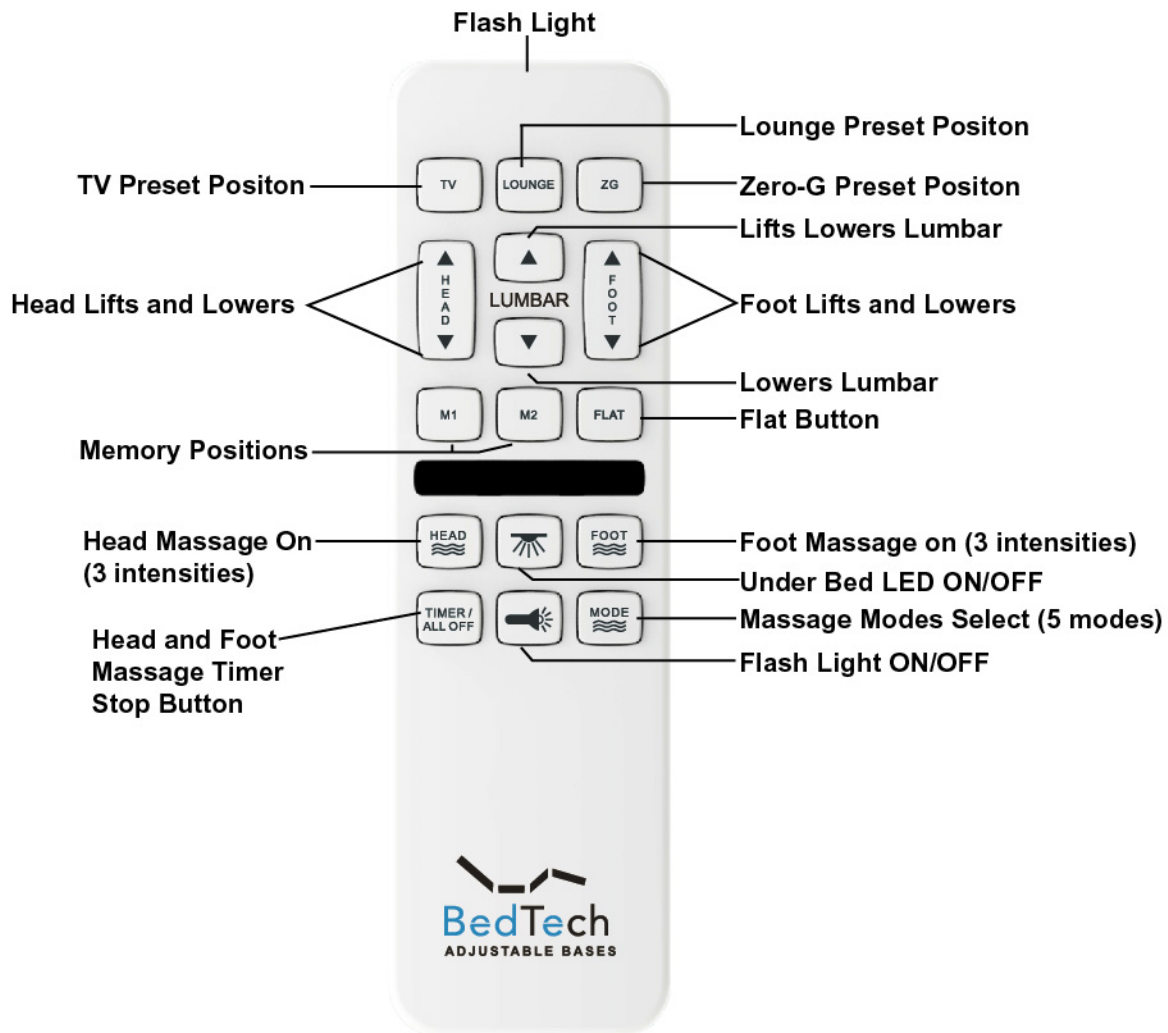 Flash Light
Lounge Preset Positon
TV Preset Positon
TV
LOUNGE
ZG
Zero-G Preset Positon
Lifts Lowers Lumbar
Head Lifts and Lowers
HEAD
LUMBAR
FOOT
Foot Lifts and Lowers
Lowers Lumbar
M1
M2
FLAT
Flat Button
Memory Positions
Head Massage On
(3 intensities)
HEAD
FOOT
Foot Massage on (3 intensities)
Under Bed LED ON/OFF
TIMER /
ALL OFF
MODE
Massage Modes Select (5 modes)
Head and Foot
Massage Timer
Stop Button
Flash Light ON/OFF
BedTech
ADJUSTABLE BASES